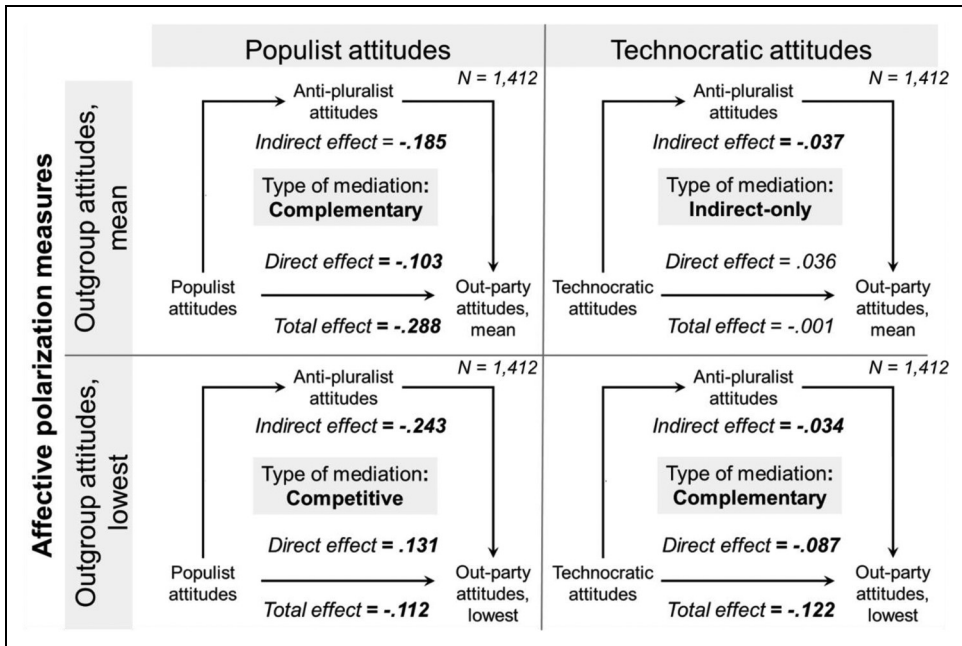 Populist attitudes
Technocratic attitudes
Affective polarization measures
Outgroup attitudes,
mean
N = 1,412
Anti-pluralist
attitudes
Indirect effect = -.185
Type of mediation:
Complementary
Direct effect = -.103
Populist
attitudes
Total effect = -.288
Out-party
attitudes,
mean
N = 1,412
Anti-pluralist
attitudes
Indirect effect = -.037
Type of mediation:
Indirect-only
Direct effect = .036
Technocratic
attitudes
Total effect = -.001
Out-party
attitudes,
mean
Outgroup attitudes,
lowest
N = 1,412
Anti-pluralist
attitudes
Indirect effect = -.243
Type of mediation:
Competitive
Direct effect = .131
Populist
attitudes
Total effect = -.112
Out-party
attitudes,
lowest
N = 1,412
Anti-pluralist
attitudes
Indirect effect = -.034
Type of mediation:
Complementary
Direct effect = -.087
Technocratic
attitudes
Total effect = -.122
Out-party
attitudes,
lowest